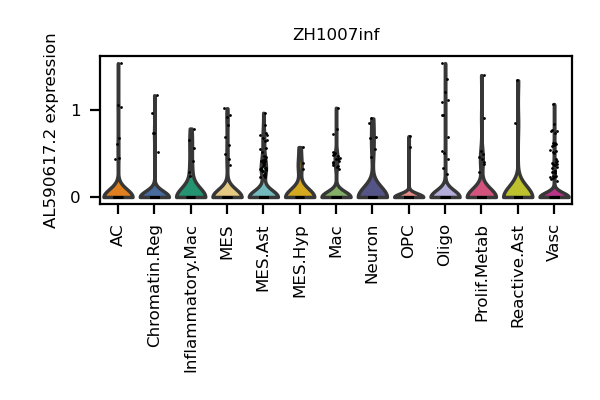 ZH1007inf
AL590617.2 expression
1
0
AC
Chromatin.Reg
Inflammatory.Mac
MES
MES.Ast
MES.Hyp
Mac
Neuron
OPC
Oligo
Prolif.Metab
Reactive.Ast
Vasc